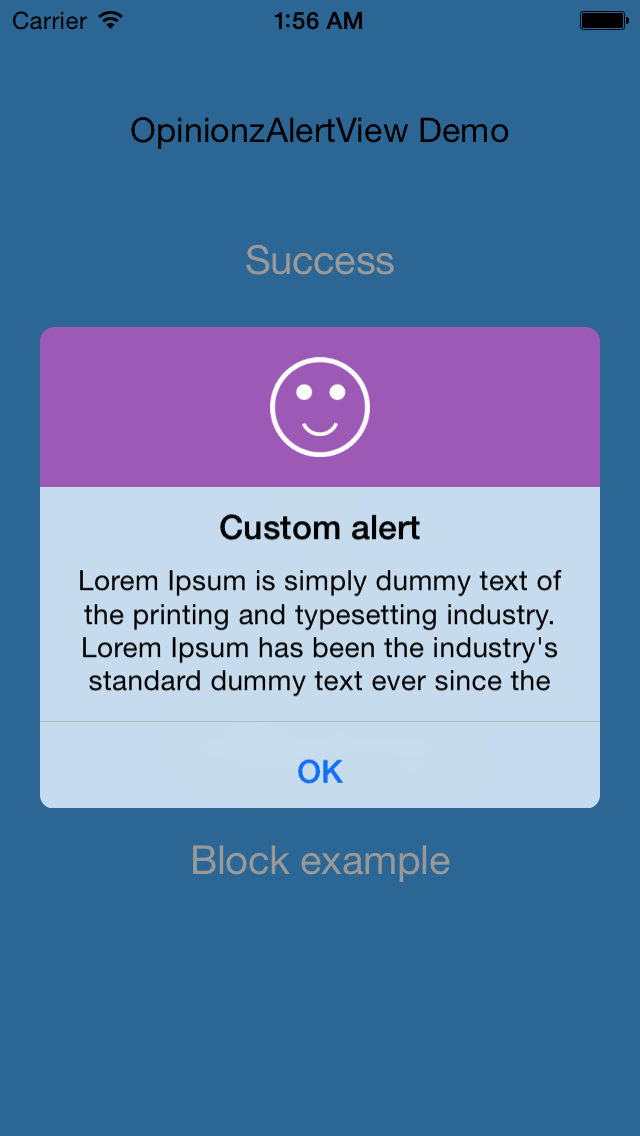 Carrier 1:56 AM
OpinionzAlertView Demo
Success
Custom alert
Lorem Ipsum is simply dummy text of
the printing and typesetting industry.
Lorem Ipsum has been the industry's
standard dummy text ever since the
OK
Block example